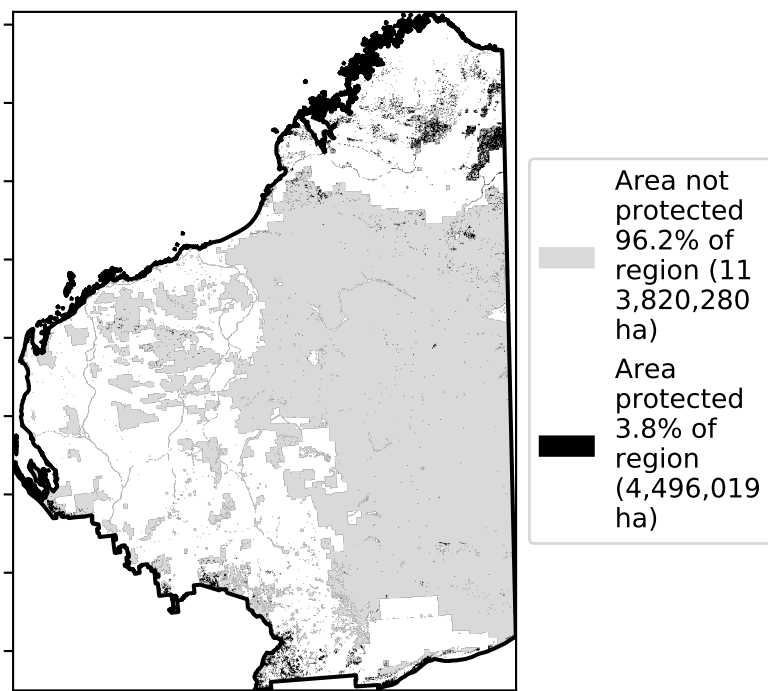 Area not
protected
96.2% of
region (11
3,820,280
ha)
Area
protected
3.8% of
region
(4,496,019
ha)